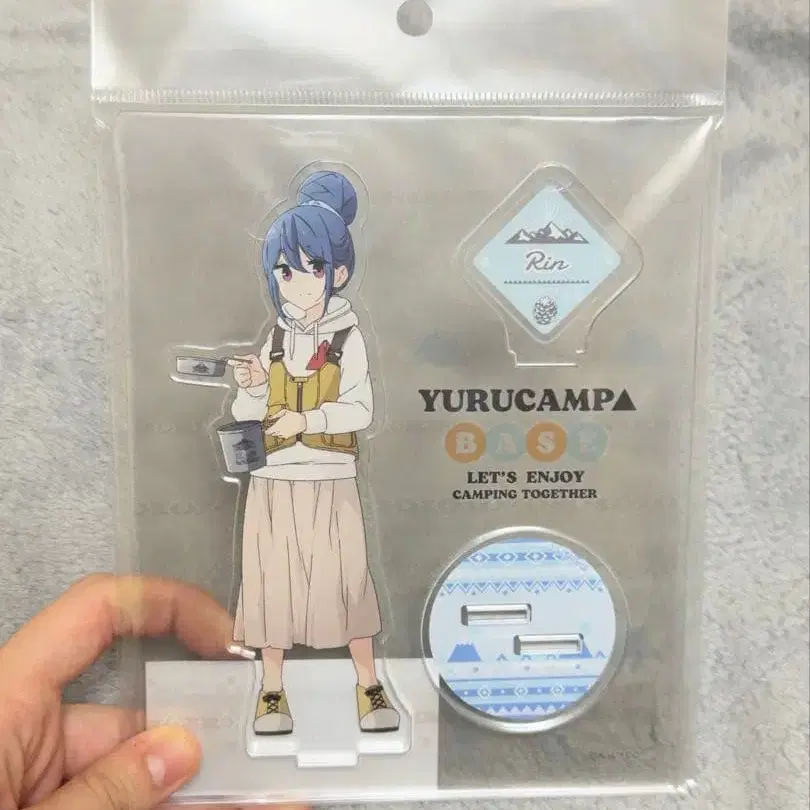 Rin
YURUCAMP▲
BASE
LET'S ENJOY
CAMPING TOGETHER